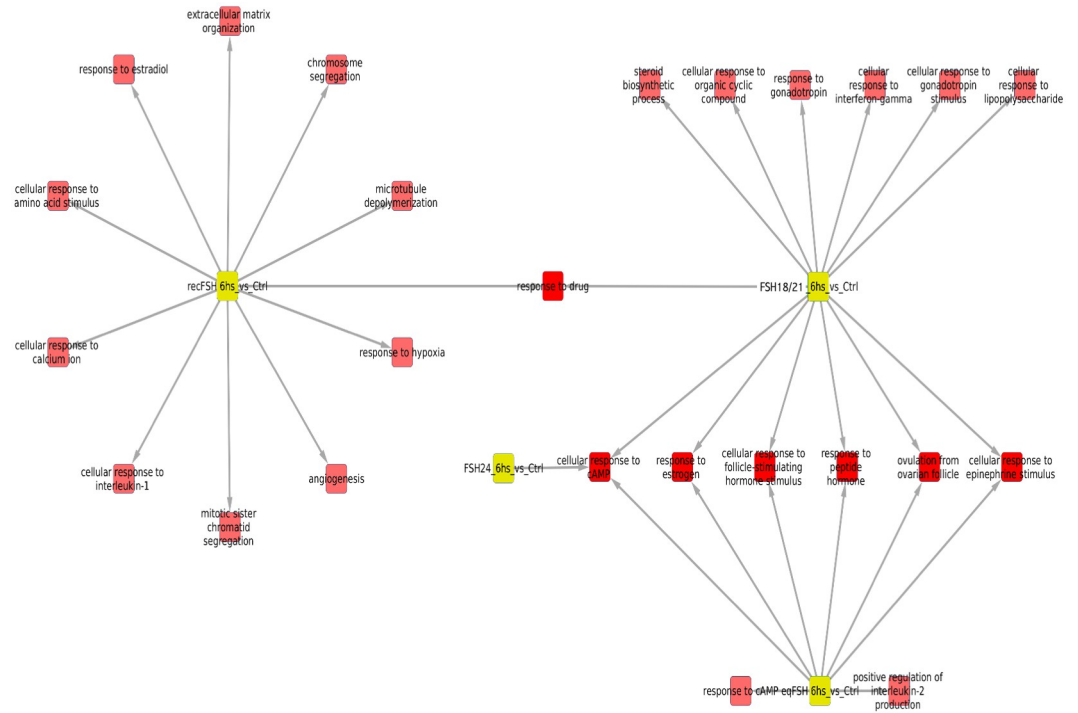 extracellular matrix
organization
response to estradiol
chromosome
segregation
cellular response to
amino acid stimulus
microtubule
depolymerization
recFSH_6hs_vs_Ctrl
cellular response to
calcium ion
response to hypoxia
cellular response to
interleukin-1
angiogenesis
mitotic sister
chromatid
segregation
response to drug
steroid
biosynthetic
process
cellular response to
organic cyclic
compound
response to
gonadotropin
cellular
response to
interferon-gamma
cellular response to
gonadotropin
stimulus
cellular
response to
lipopolysaccharide
FSH18/21_6hs_vs_Ctrl
FSH24_6hs_vs_Ctrl
cellular response to
cAMP
response to
estrogen
cellular response to
follicle-stimulating
hormone stimulus
response to
peptide
hormone
ovulation from
ovarian follicle
cellular response to
epinephrine stimulus
response to cAMP
eqFSH_6hs_vs_Ctrl
positive regulation of
interleukin-2
production